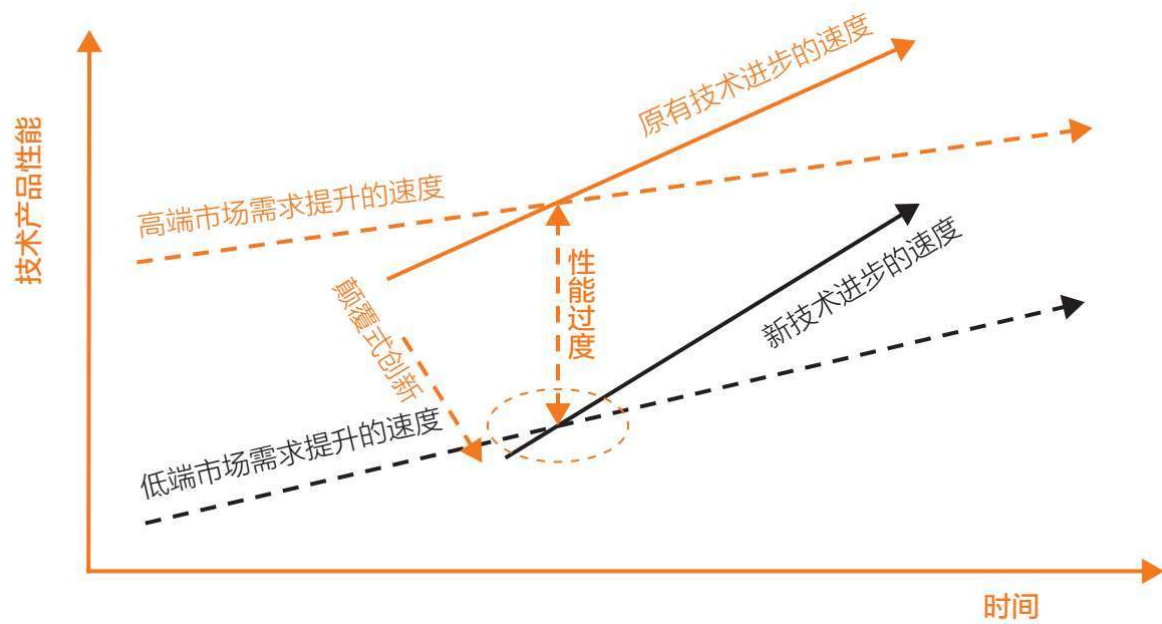 原有技术进步的速度
技术产品性能
高端市场需求提升的速度
性能过度
颠覆式创新
新技术进步的速度
低端市场需求提升的速度
时间